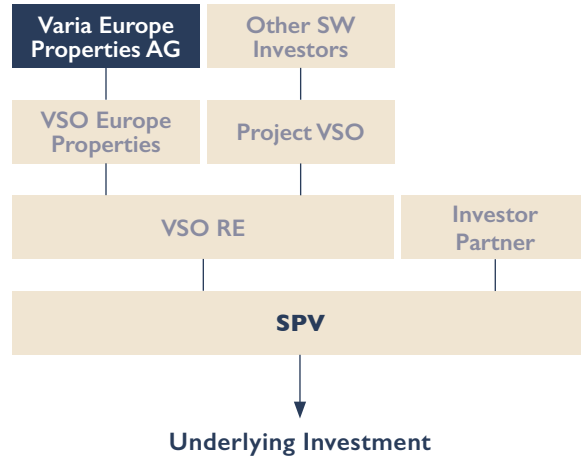 Varia Europe
Properties AG
Other SW
Investors
VSO Europe
Properties
Project VSO
VSO RE
Investor
Partner
SPV
Underlying Investment